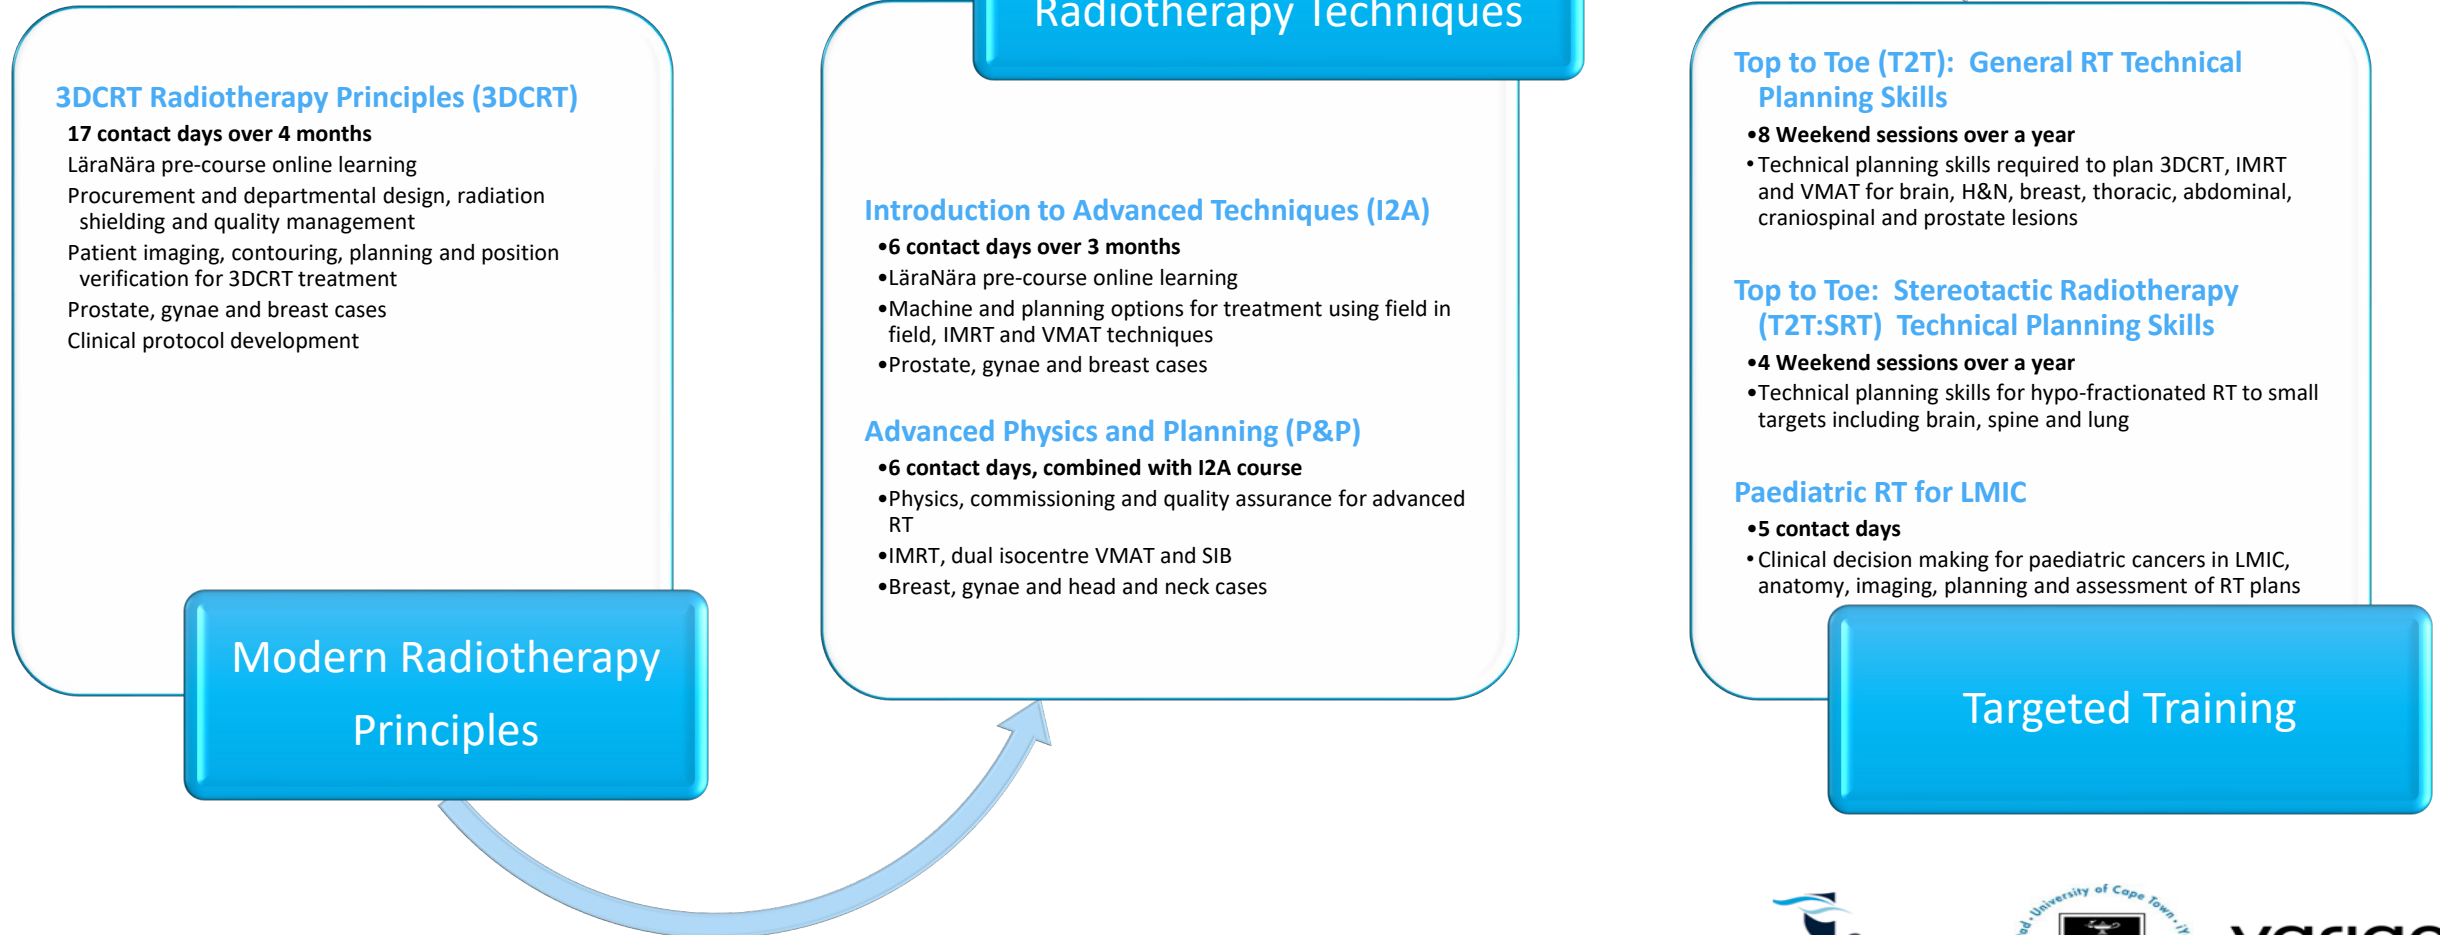 3DCRT Radiotherapy Principles (3DCRT)
17 contact days over 4 months
LäraNära pre-course online learning
Procurement and departmental design, radiation
shielding and quality management
Patient imaging, contouring, planning and position
verification for 3DCRT treatment
Prostate, gynae and breast cases
Clinical protocol development
Modern Radiotherapy
Principles
Radiotherapy Techniques
Introduction to Advanced Techniques (I2A)
•6 contact days over 3 months
•LäraNära pre-course online learning
•Machine and planning options for treatment using field in
field, IMRT and VMAT techniques
•Prostate, gynae and breast cases
Advanced Physics and Planning (P&P)
•6 contact days, combined with I2A course
•Physics, commissioning and quality assurance for advanced
RT
•IMRT, dual isocentre VMAT and SIB
•Breast, gynae and head and neck cases
Top to Toe (T2T): General RT Technical
Planning Skills
•8 Weekend sessions over a year
•Technical planning skills required to plan 3DCRT, IMRT
and VMAT for brain, H&N, breast, thoracic, abdominal,
craniospinal and prostate lesions
Top to Toe: Stereotactic Radiotherapy
(T2T:SRT) Technical Planning Skills
•4 Weekend sessions over a year
•Technical planning skills for hypo-fractionated RT to small
targets including brain, spine and lung
Paediatric RT for LMIC
•5 contact days
•Clinical decision making for paediatric cancers in LMIC,
anatomy, imaging, planning and assessment of RT plans
Targeted Training
University of Cape Town